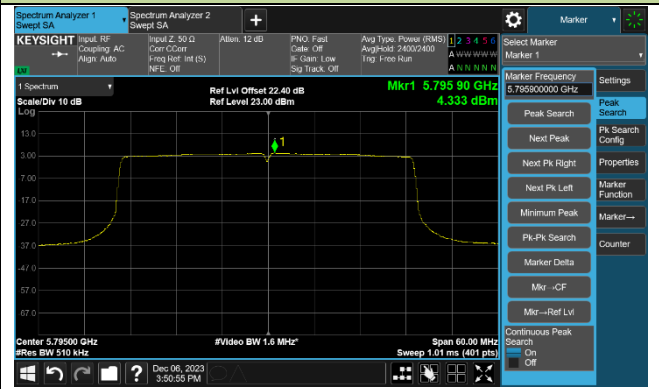 Spectrum Analyzer 1
Swept SA
Spectrum Analyzer 2
Swept SA
+
Marker
KEYSIGHT
LXI
Input: RF
Coupling: AC
Align: Auto
Input Z: 50 Ω
Corr CCorr
Freq Ref: Int (S)
NFE: Off
Atten: 12 dB
PNO: Fast
Gate: Off
IF Gain: Low
Sig Track: Off
Avg Type: Power (RMS)
Avg|Hold: 2400/2400
Trig: Free Run
1 2 3 4 5 6
A W W W W W
A N N N N N
Select Marker
Marker 1
1 Spectrum
Scale/Div 10 dB
Log
Ref Lvl Offset 22.40 dB
Ref Level 23.00 dBm
Mkr1 5.795 90 GHz
4.333 dBm
1
13.0
3.00
-7.00
-17.0
-27.0
-37.0
-47.0
-57.0
-67.0
Center 5.79500 GHz
#Res BW 510 kHz
#Video BW 1.6 MHz*
Span 60.00 MHz
Sweep 1.01 ms (401 pts)
Marker Frequency
5.795900000 GHz
Peak Search
Next Peak
Next Pk Right
Next Pk Left
Minimum Peak
Pk-Pk Search
Marker Delta
Mkr→CF
Mkr→Ref Lvl
Continuous Peak
Search
On
Off
Settings
Peak
Search
Pk Search
Config
Properties
Marker
Function
Marker→
Counter
?
Dec 06, 2023
3:50:55 PM